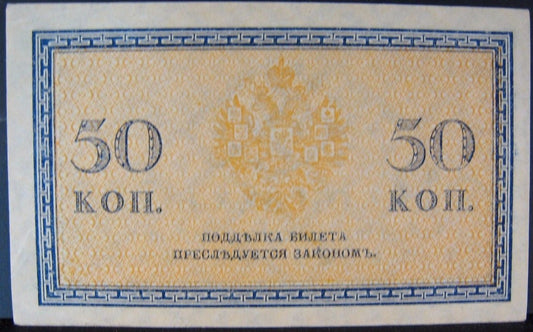 50 50
КОП. КОП.
ПОДДѢЛКА БИЛЕТА
ПРЕСЛѢДУЕТСЯ ЗАКОНОМЪ.